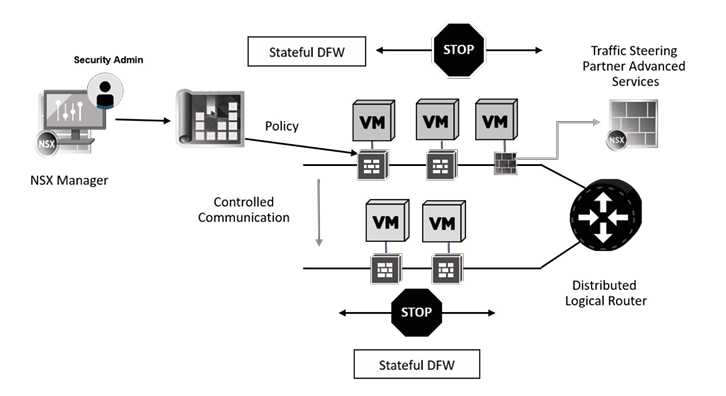 Stateful DFW
STOP
Traffic Steering
Partner Advanced
Services
Security Admin
NSX
NSX Manager
Policy
VM
VM
VM
NSX
Controlled
Communication
VM
VM
Distributed
Logical Router
STOP
Stateful DFW